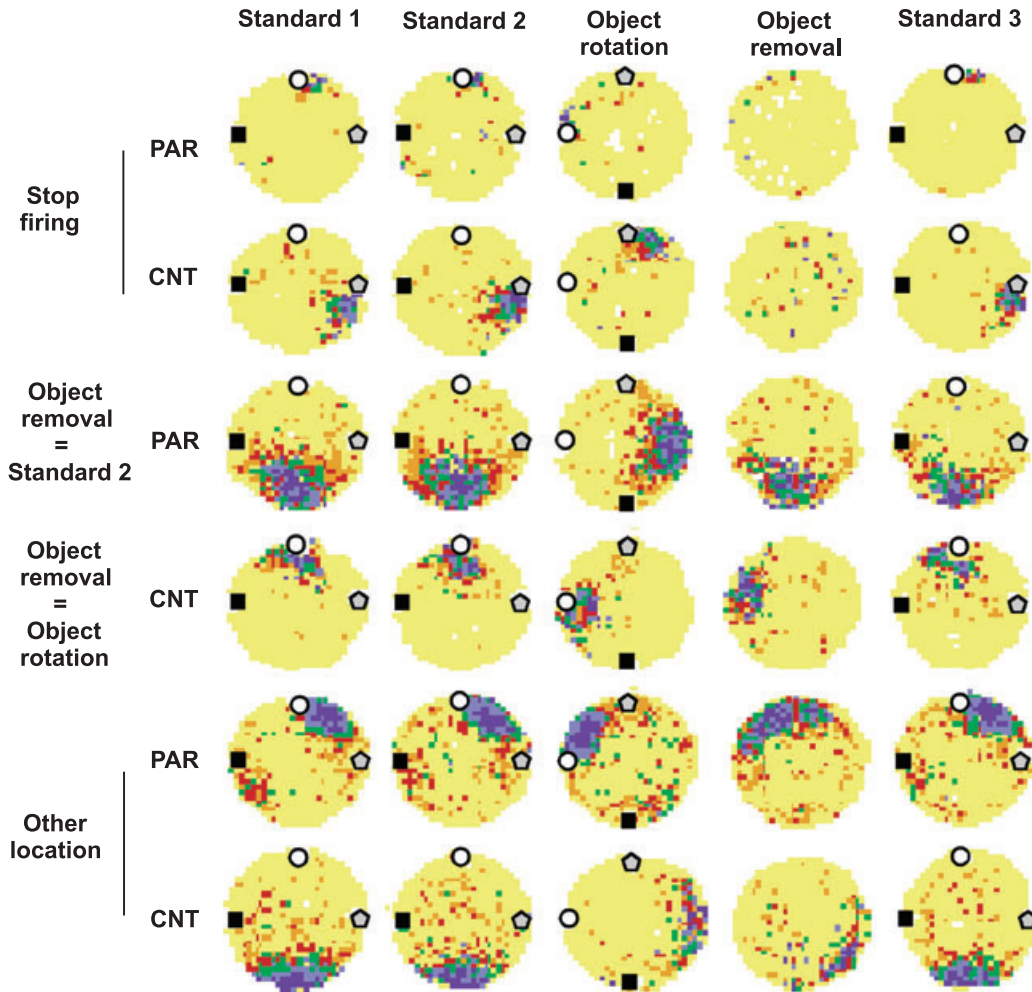 Standard 1
Standard 2
Object
rotation
Object
removal
Standard 3
Stop
firing
PAR
CNT
Object
removal
=
Standard 2
PAR
Object
removal
=
Object
rotation
CNT
Other
location
PAR
CNT